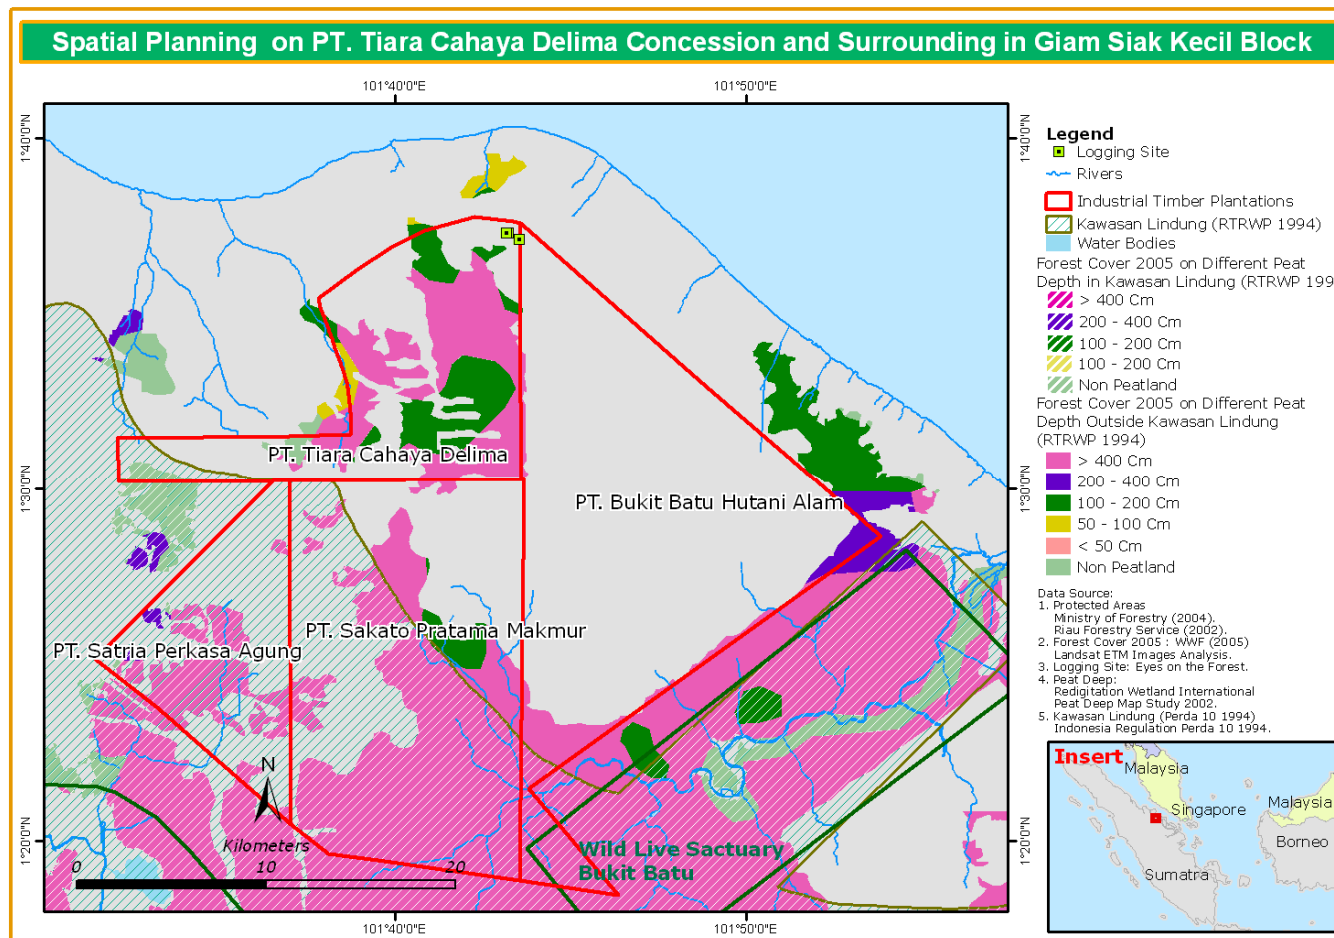 Spatial Planning on PT. Tiara Cahaya Delima Concession and Surrounding in Giam Siak Kecil Block
101°40'0"E
101°50'0"E
1°40'0"N
1°40'0"N
1°30'0"N
1°30'0"N
1°20'0"N
1°20'0"N
101°40'0"E
101°50'0"E
PT. Tiara Cahaya Delima
PT. Bukit Batu Hutani Alam
PT. Sakato Pratama Makmur
PT. Satria Perkasa Agung
Wild Live Sactuary
Bukit Batu
N
Kilometers
0 10 20
Legend
Logging Site
Rivers
Industrial Timber Plantations
Kawasan Lindung (RTRWP 1994)
Water Bodies
Forest Cover 2005 on Different Peat
Depth in Kawasan Lindung (RTRWP 199
> 400 Cm
200 - 400 Cm
100 - 200 Cm
100 - 200 Cm
Non Peatland
Forest Cover 2005 on Different Peat
Depth Outside Kawasan Lindung
(RTRWP 1994)
> 400 Cm
200 - 400 Cm
100 - 200 Cm
50 - 100 Cm
< 50 Cm
Non Peatland
Data Source:
1. Protected Areas
Ministry of Forestry (2004).
Riau Forestry Service (2002).
2. Forest Cover 2005 : WWF (2005)
Landsat ETM Images Analysis.
3. Logging Site: Eyes on the Forest.
4. Peat Deep:
Redigitation Wetland International
Peat Deep Map Study 2002.
5. Kawasan Lindung (Perda 10 1994)
Indonesia Regulation Perda 10 1994.
Insert
Malaysia
Singapore
Malaysia
Borneo
Sumatra